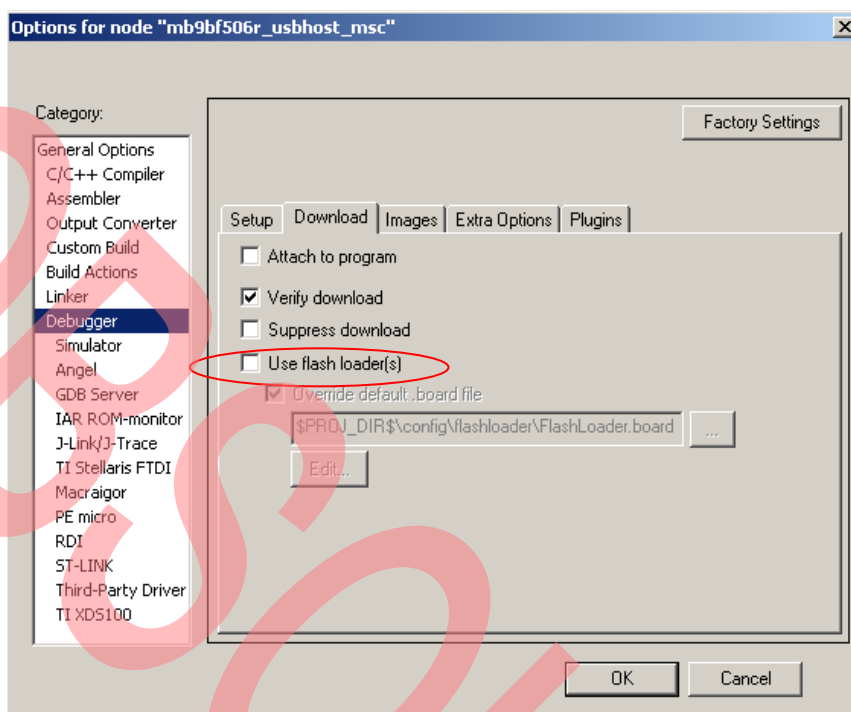 Options for node "mb9bf506r_usbhost_msc"
Category:
Factory Settings
General Options
C/C++ Compiler
Assembler
Output Converter
Custom Build
Build Actions
Linker
Debugger
Simulator
Angel
GDB Server
IAR ROM-monitor
J-Link/J-Trace
TI Stellaris FTDI
Macraigor
PE micro
RDI
ST-LINK
Third-Party Driver
TI XDS100
Setup Download Images Extra Options Plugins
Attach to program
Verify download
Suppress download
Use flash loader(s)
Override default .board file
$PROJ_DIR$\config\flashloader\FlashLoader.board ...
Edit...
OK Cancel